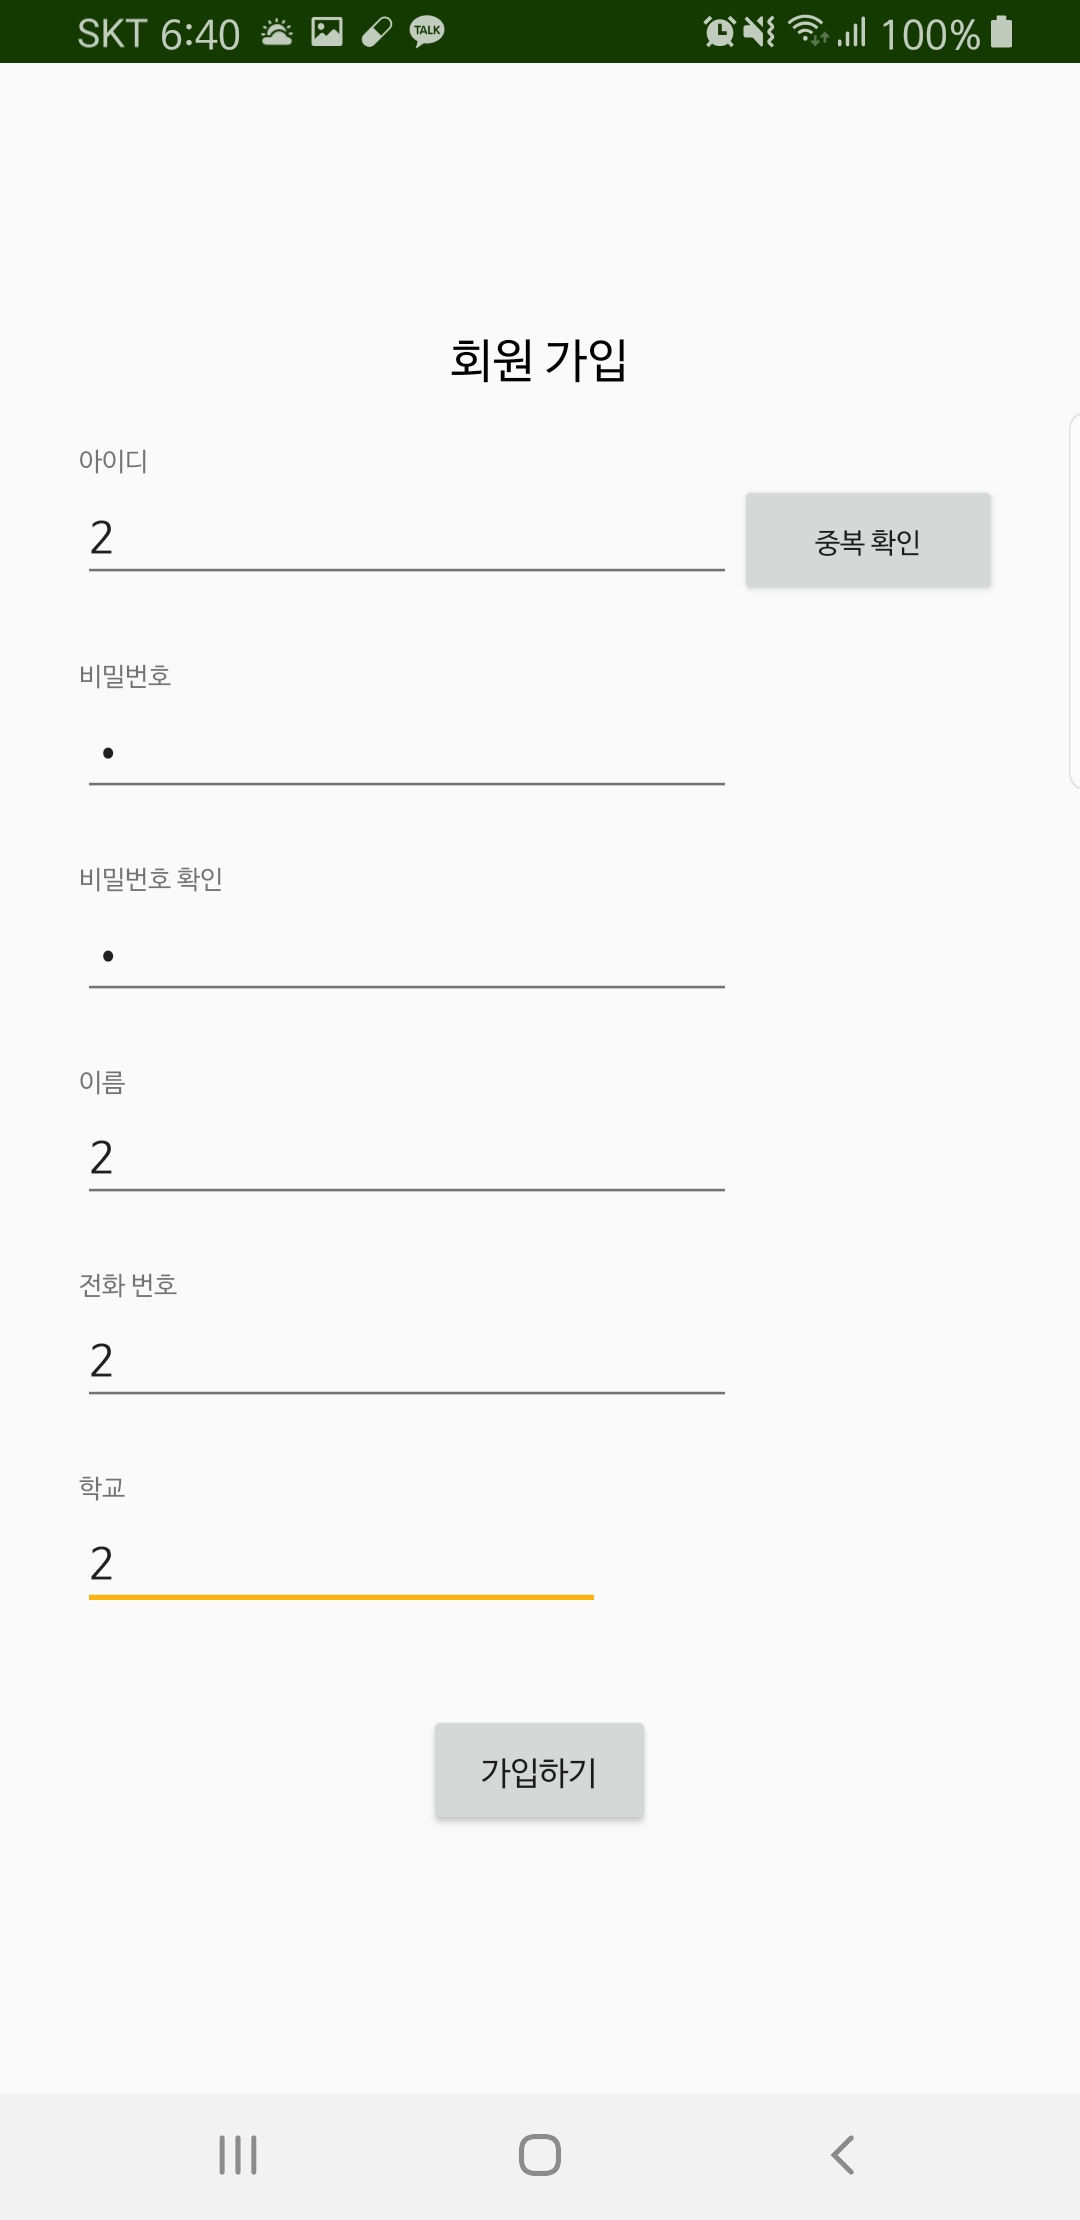 SKT 6:40 TALK 100%
회원 가입
아이디
2 중복 확인
비밀번호
•
비밀번호 확인
•
이름
2
전화 번호
2
학교
2
가입하기